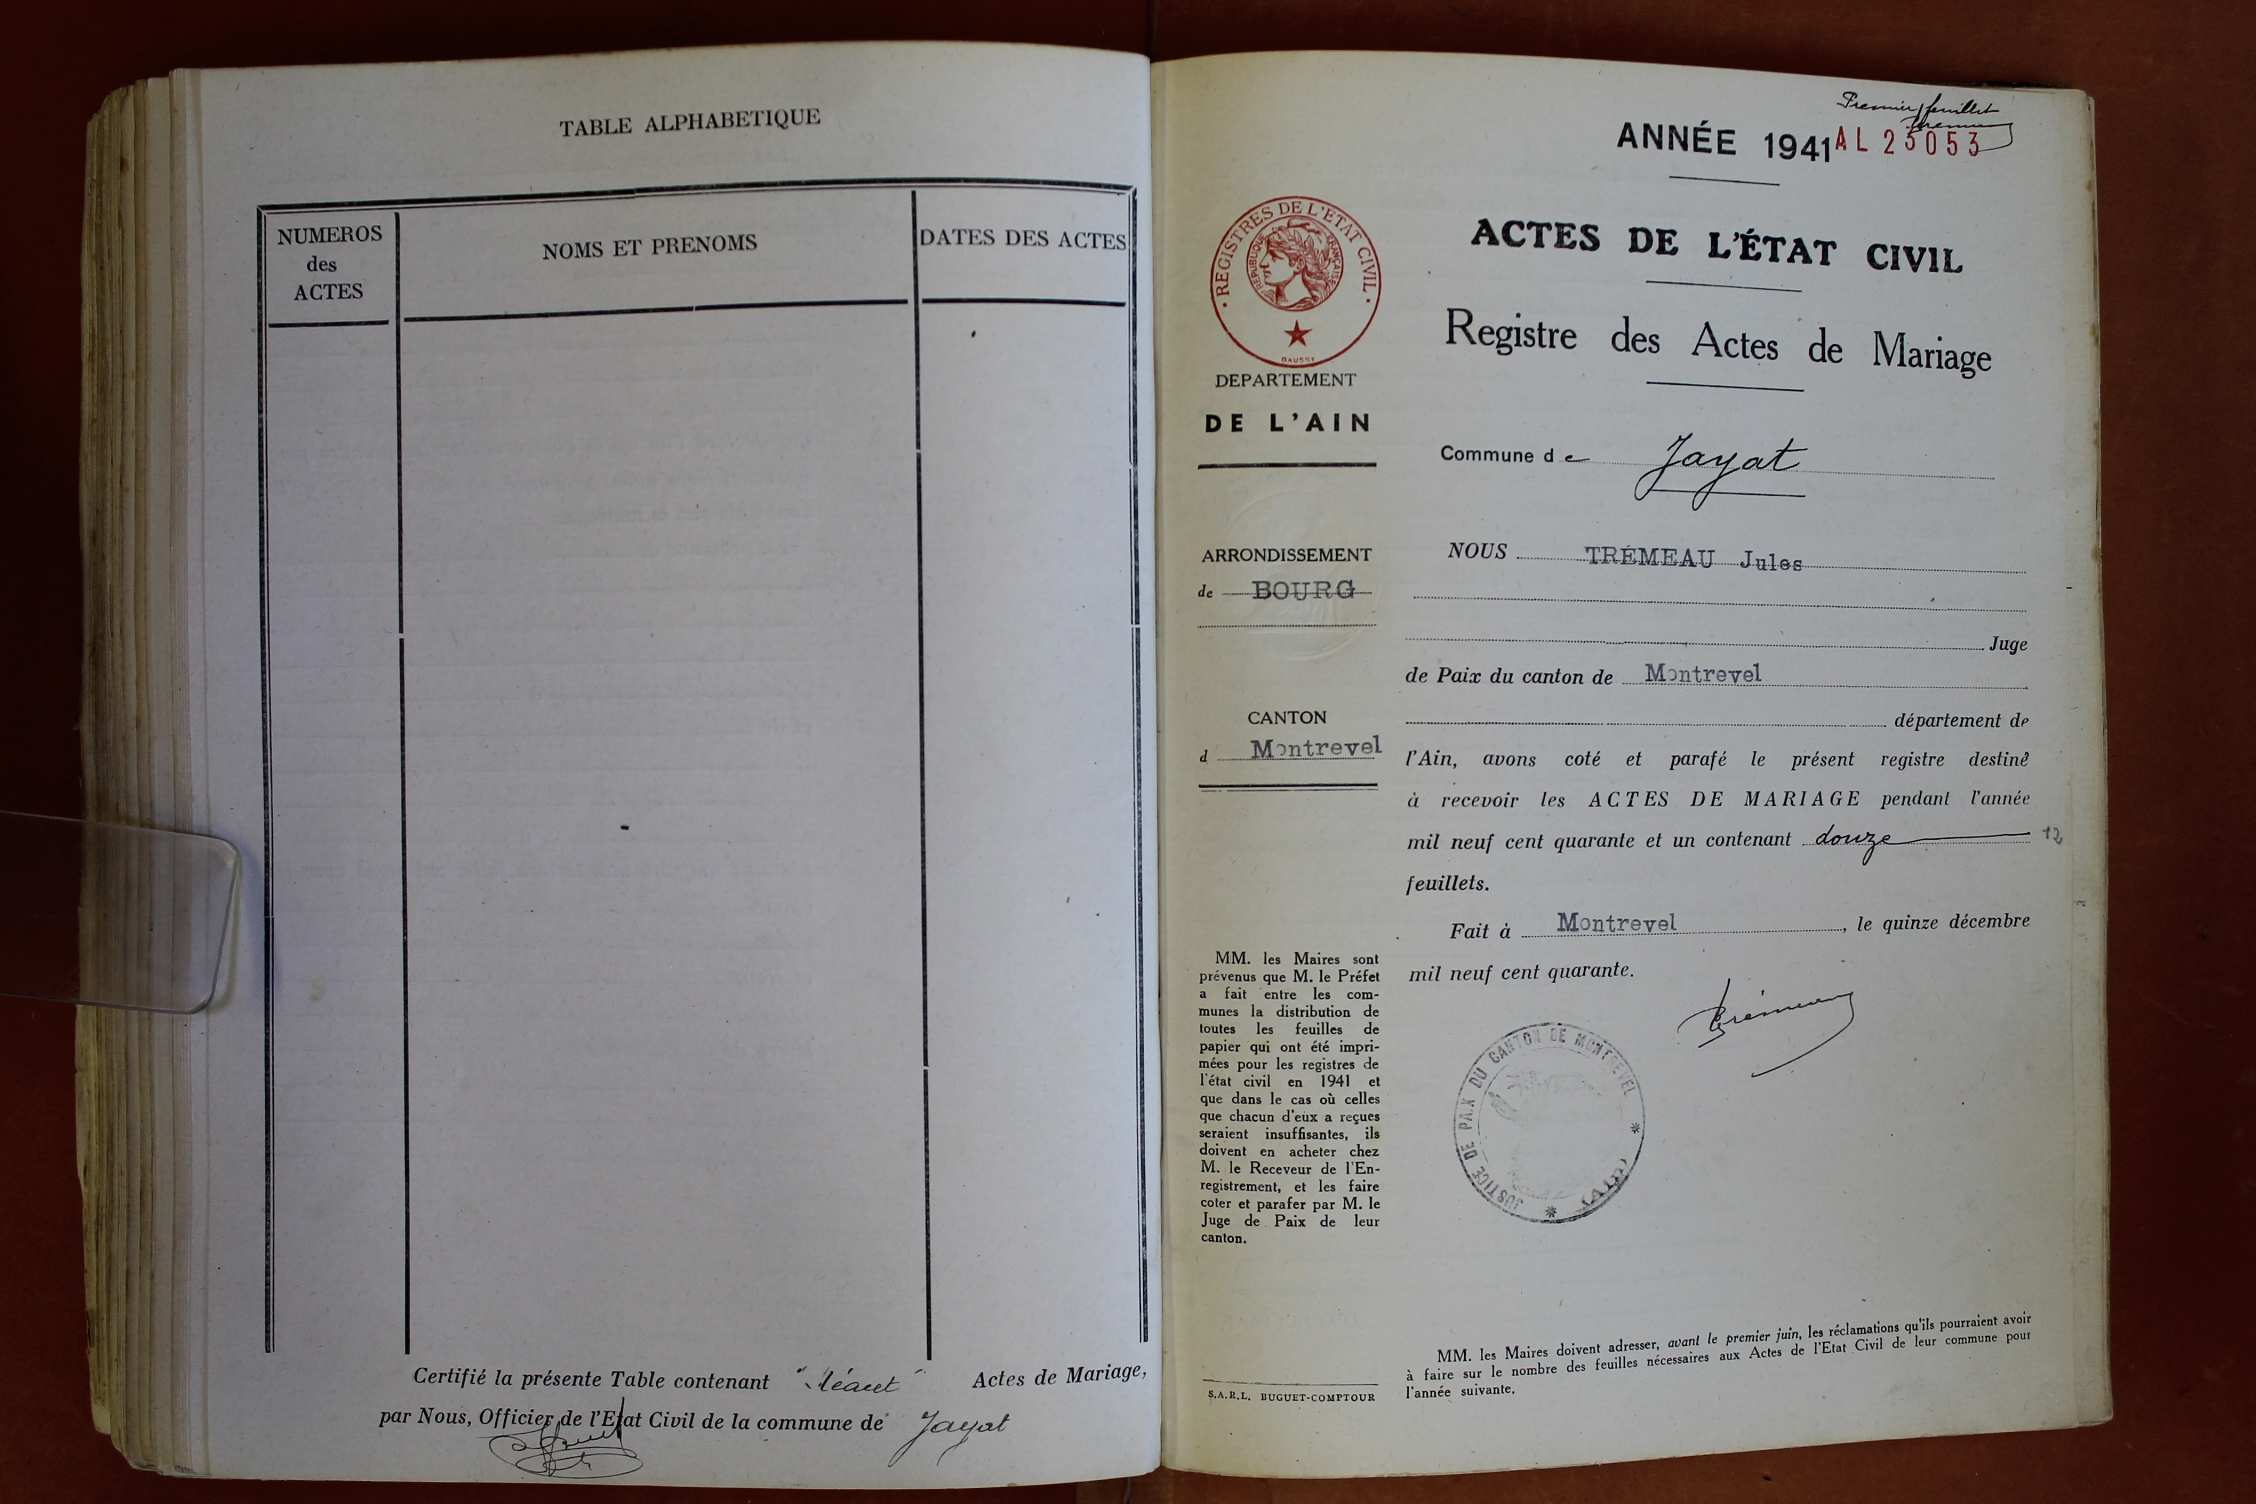 TABLE ALPHABETIQUE
NUMEROS
des
ACTES
NOMS ET PRENOMS
DATES DES ACTES
Certifié la présente Table contenant "Néant" Actes de Mariage,
par Nous, Officier de l'Etat Civil de la commune de Jayat
Premier feuillet
Trémeau
ANNÉE 1941
AL 23053
REGISTRES DE L'ETAT CIVIL
REPUBLIQUE FRANÇAISE
DAUSSY
DEPARTEMENT
DE L'AIN
ARRONDISSEMENT
de BOURG
CANTON
d Montrevel
MM. les Maires sont
prévenus que M. le Préfet
a fait entre les com-
munes la distribution de
toutes les feuilles de
papier qui ont été impri-
mées pour les registres de
l'état civil en 1941 et
que dans le cas où celles
que chacun d'eux a reçues
seraient insuffisantes, ils
doivent en acheter chez
M. le Receveur de l'En-
registrement, et les faire
coter et parafer par M. le
Juge de Paix de leur
canton.
S.A.R.L. BUGUET-COMPTOUR
ACTES DE L'ÉTAT CIVIL
Registre des Actes de Mariage
Commune de Jayat
NOUS TRÉMEAU Jules
Juge
de Paix du canton de Montrevel
département de
l'Ain, avons coté et parafé le présent registre destiné
à recevoir les ACTES DE MARIAGE pendant l'année
mil neuf cent quarante et un contenant douze 12
feuillets.
Fait à Montrevel, le quinze décembre
mil neuf cent quarante.
Trémeau
JUSTICE DE PAIX DU CANTON DE MONTREVEL
(AIN)
MM. les Maires doivent adresser, avant le premier juin, les réclamations qu'ils pourraient avoir
à faire sur le nombre des feuilles nécessaires aux Actes de l'Etat Civil de leur commune pour
l'année suivante.